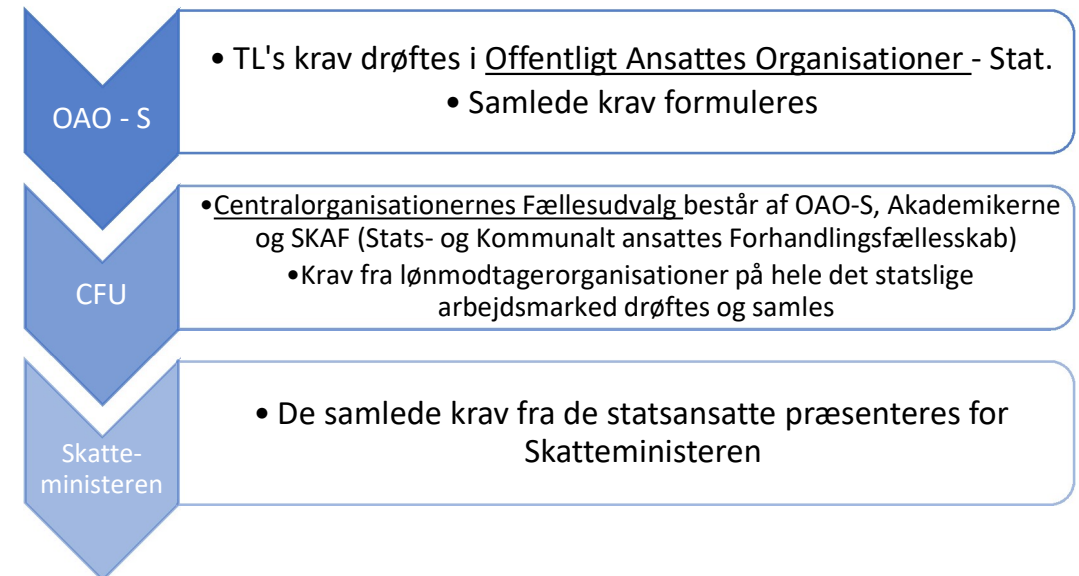 OAO - S
• TL's krav drøftes i Offentligt Ansattes Organisationer - Stat.
• Samlede krav formuleres
CFU
•Centralorganisationernes Fællesudvalg består af OAO-S, Akademikerne
og SKAF (Stats- og Kommunalt ansattes Forhandlingsfællesskab)
•Krav fra lønmodtagerorganisationer på hele det statslige
arbejdsmarked drøftes og samles
Skatte-
ministeren
• De samlede krav fra de statsansatte præsenteres for
Skatteministeren